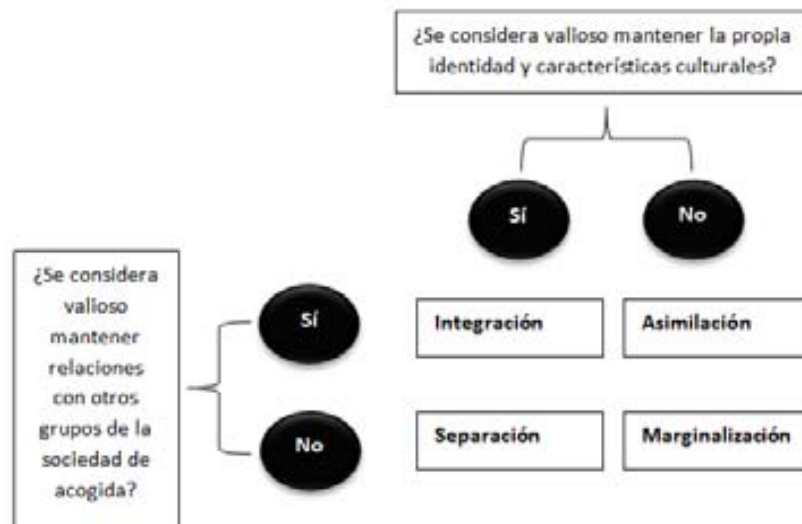 ¿Se considera valioso mantener la propia
identidad y características culturales?
Sí
No
¿Se considera
valioso
mantener
relaciones
con otros
grupos de la
sociedad de
acogida?
Sí
Integración
Asimilación
No
Separación
Marginalización